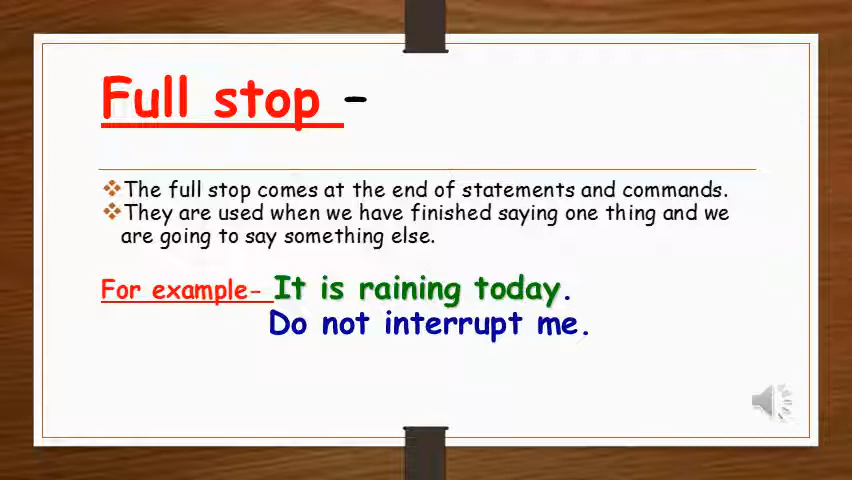 Full stop –
❖The full stop comes at the end of statements and commands.
❖They are used when we have finished saying one thing and we
are going to say something else.
For example- It is raining today.
Do not interrupt me.